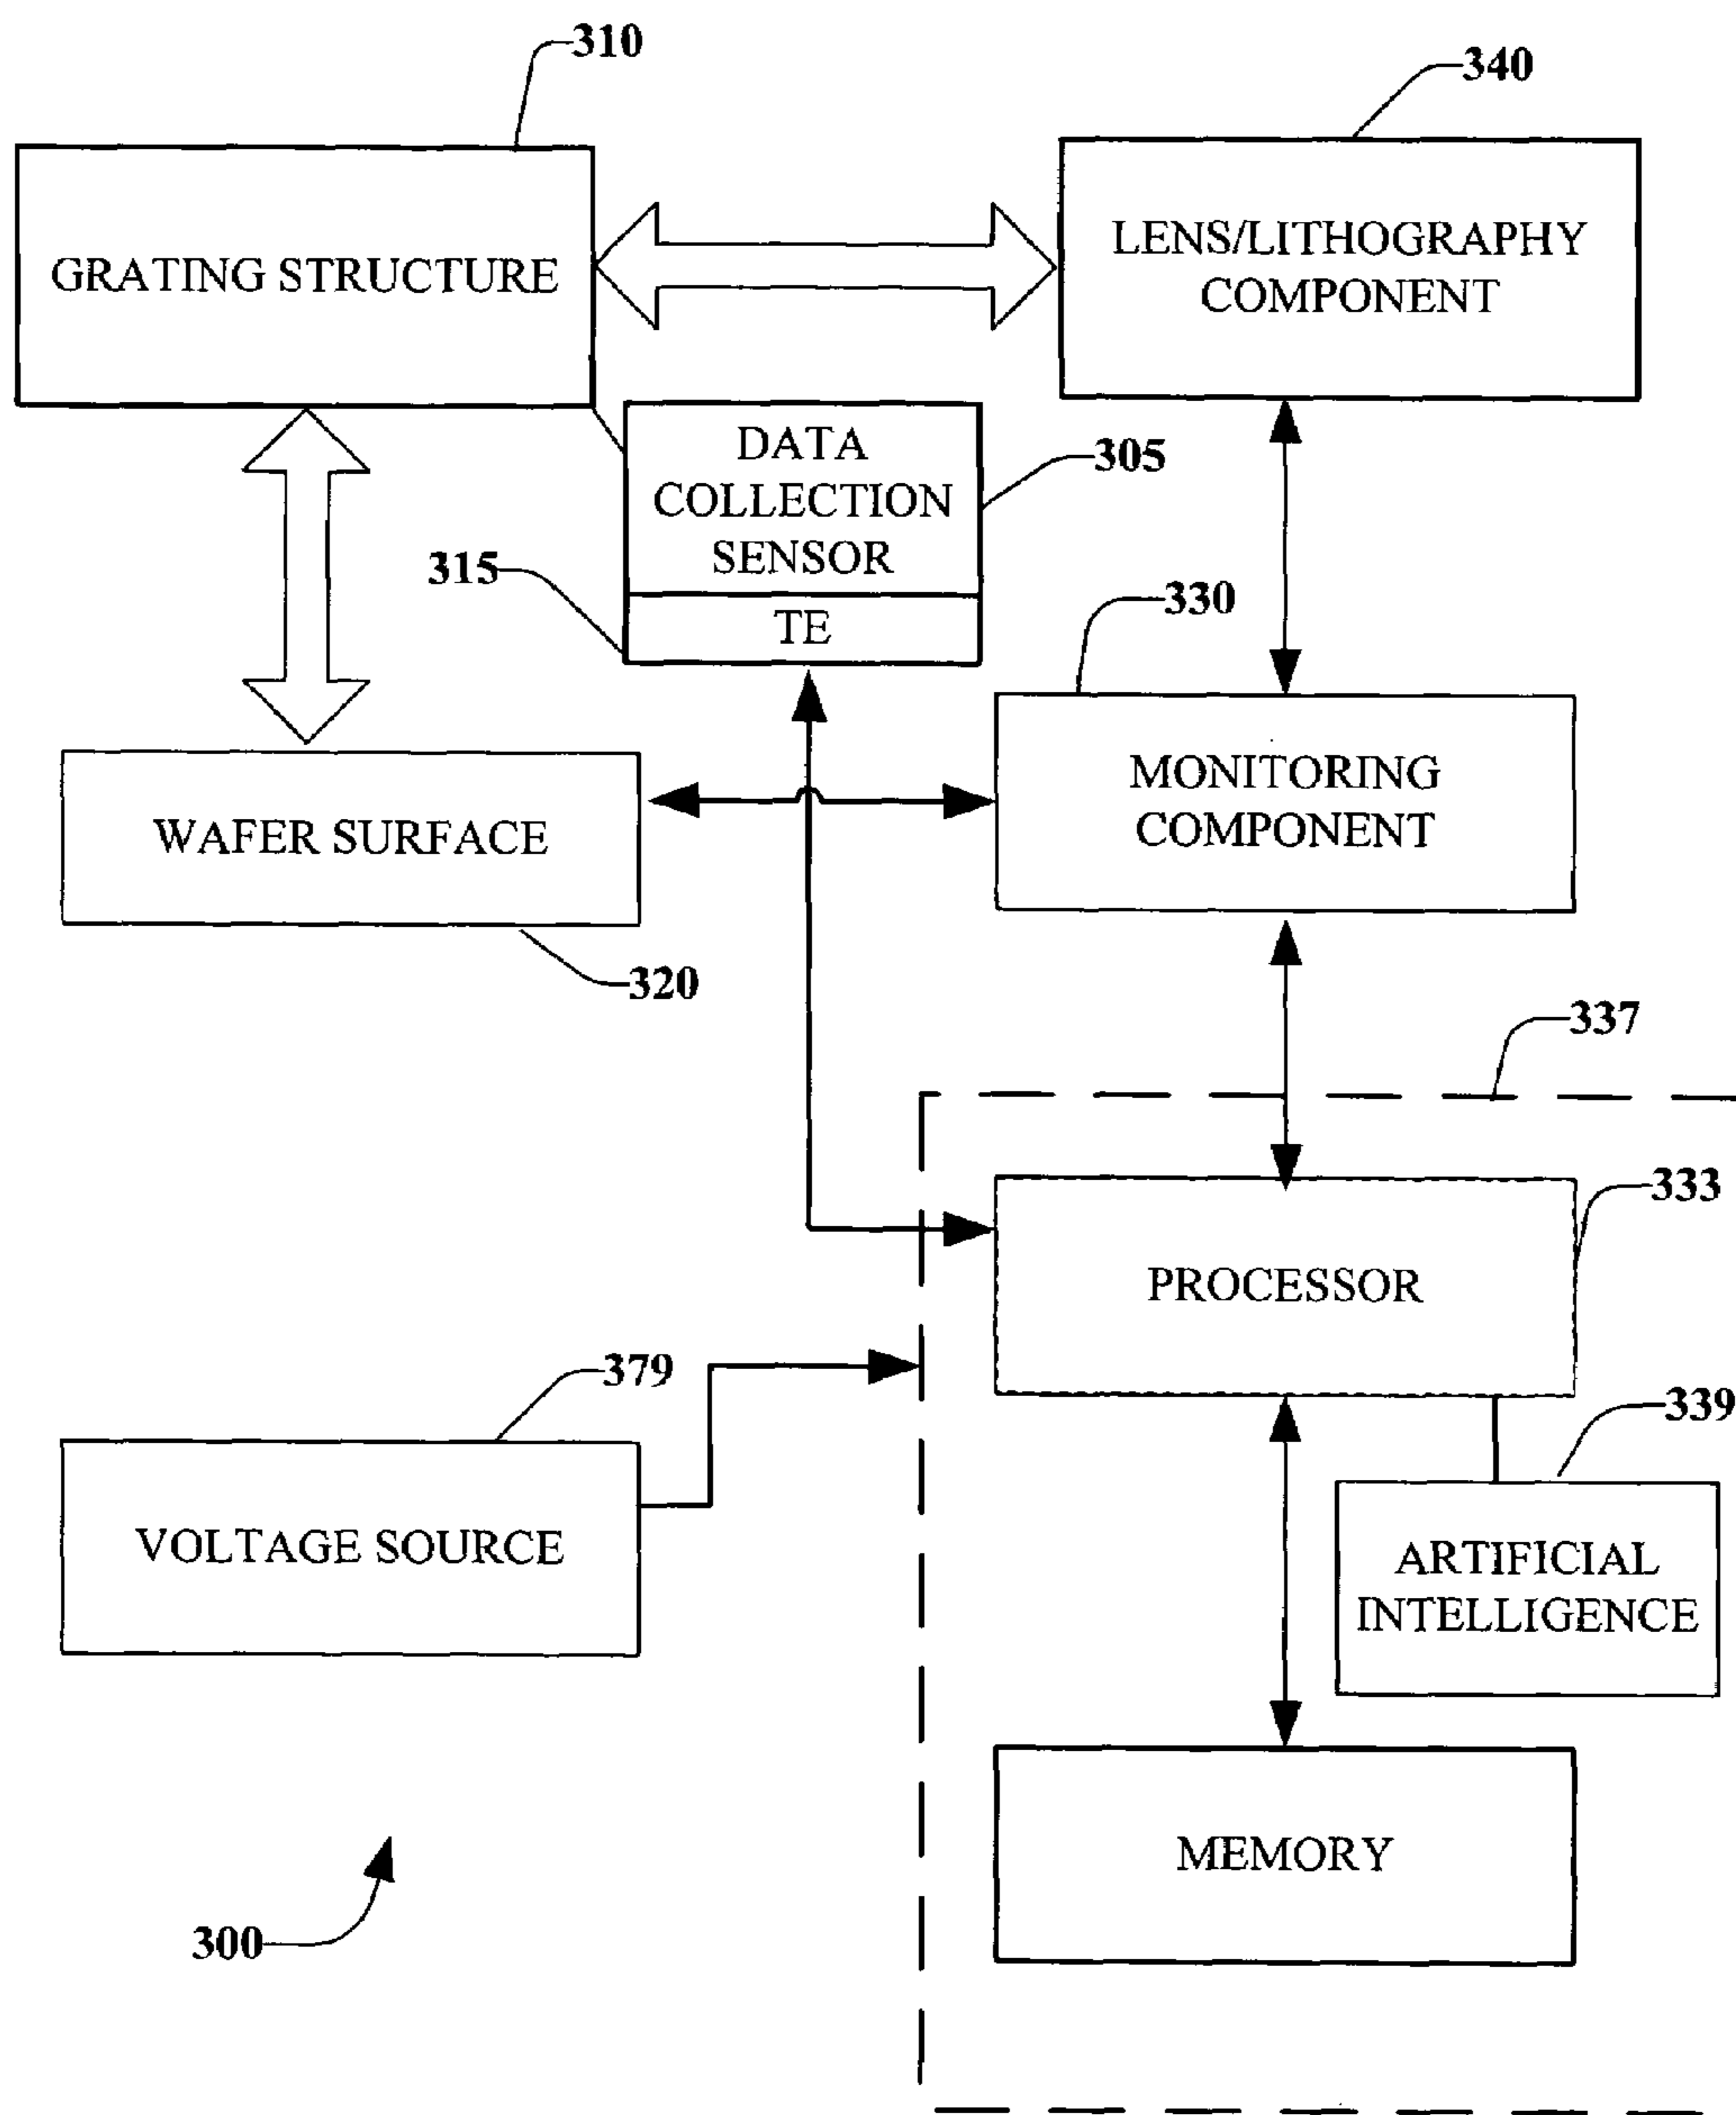 310
340
GRATING STRUCTURE
LENS/LITHOGRAPHY
COMPONENT
DATA
COLLECTION
SENSOR
305
315
TE
330
MONITORING
COMPONENT
WAFER SURFACE
320
337
333
PROCESSOR
379
339
VOLTAGE SOURCE
ARTIFICIAL
INTELLIGENCE
MEMORY
300